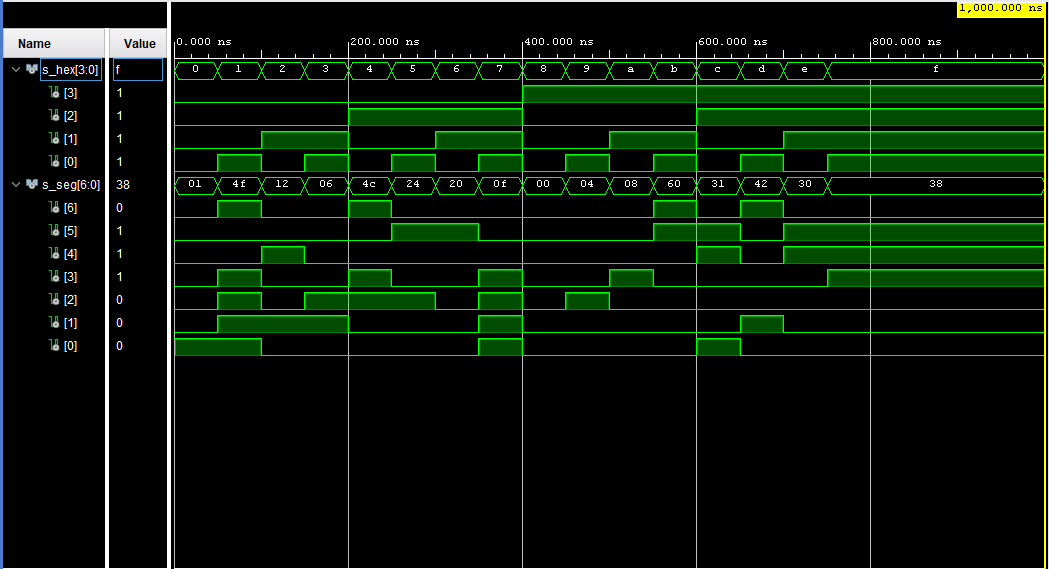 1,000.000 ns
Name Value 0.000 ns 200.000 ns 400.000 ns 600.000 ns 800.000 ns
s_hex[3:0] f 0 1 2 3 4 5 6 7 8 9 a b c d e f
[3] 1
[2] 1
[1] 1
[0] 1
s_seg[6:0] 38 01 4f 12 06 4c 24 20 0f 00 04 08 60 31 42 30 38
[6] 0
[5] 1
[4] 1
[3] 1
[2] 0
[1] 0
[0] 0